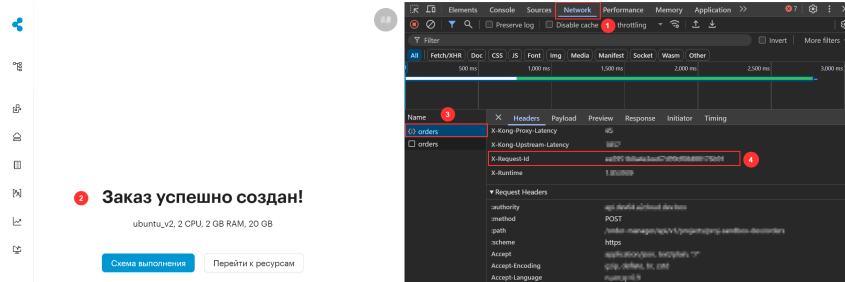 Elements Console Sources Network Performance Memory Application 7
Preserve log Disable cache 1 throttling
Filter Invert More filters
All Fetch/XHR Doc CSS JS Font Img Media Manifest Socket Wasm Other
500 ms 1,000 ms 1,500 ms 2,000 ms 2,500 ms 3,000 ms
Name 3 Headers Payload Preview Response Initiator Timing
orders
orders
X-Kong-Proxy-Latency
X-Kong-Upstream-Latency
X-Request-Id 4
X-Runtime
Request Headers
:authority
:method POST
:path
:scheme https
Accept
Accept-Encoding
Accept-Language
2 Заказ успешно создан!
ubuntu_v2, 2 CPU, 2 GB RAM, 20 GB
Схема выполнения Перейти к ресурсам